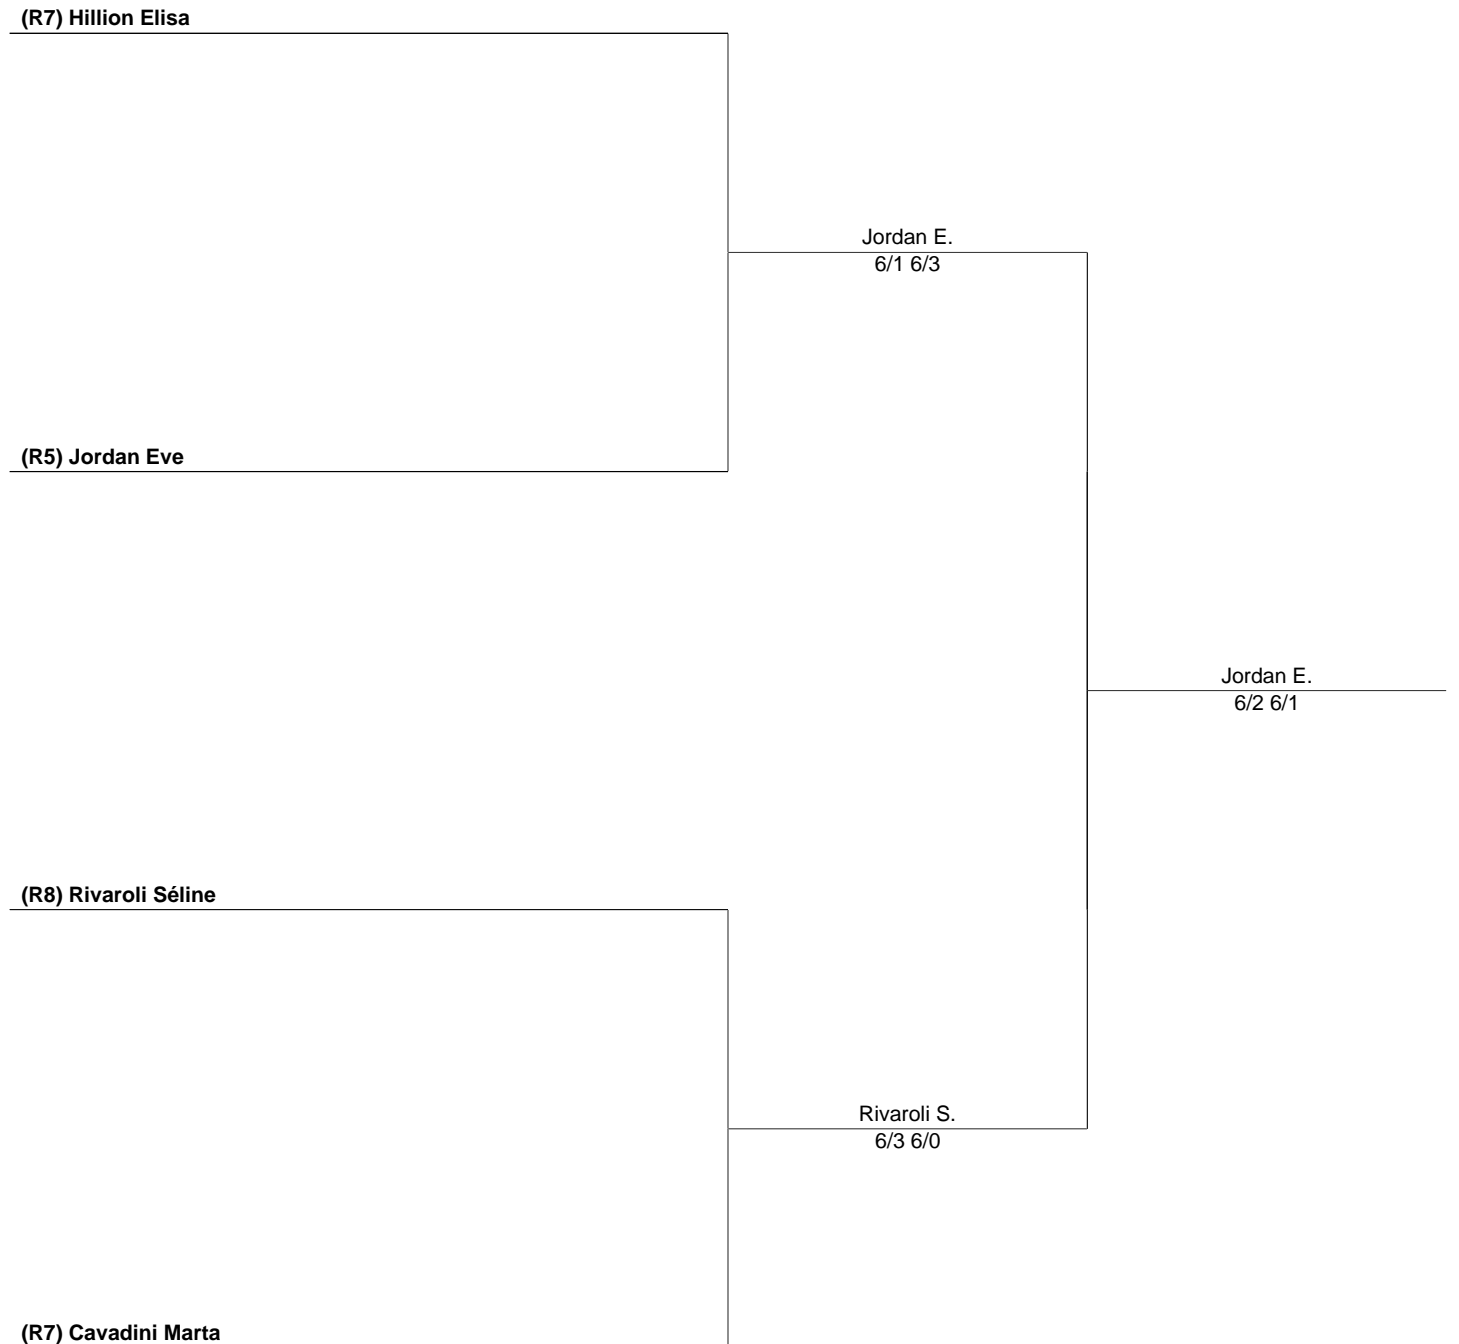 (R7) Hillion Elisa
Jordan E.
6/1 6/3
(R5) Jordan Eve
Jordan E.
6/2 6/1
(R8) Rivaroli Séline
Rivaroli S.
6/3 6/0
(R7) Cavadini Marta